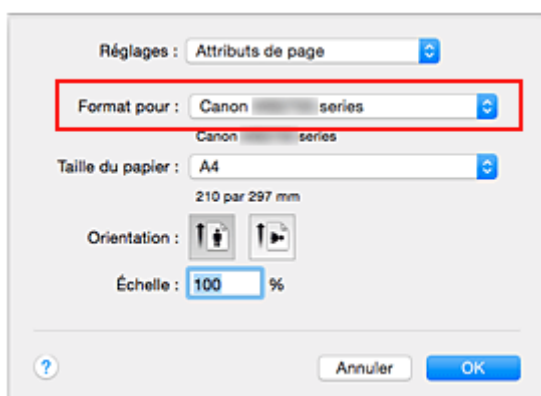 Réglages : Attributs de page
Format pour : Canon series
Canon series
Taille du papier : A4
210 par 297 mm
Orientation :
Échelle : 100 %
? Annuler OK